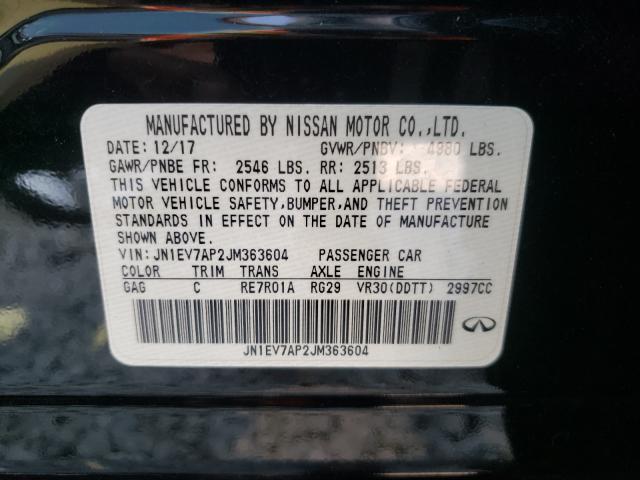 MANUFACTURED BY NISSAN MOTOR CO.,LTD.
DATE: 12/17 GVWR/PNBV: 4980 LBS.
GAWR/PNBE FR: 2546 LBS. RR: 2513 LBS.
THIS VEHICLE CONFORMS TO ALL APPLICABLE FEDERAL
MOTOR VEHICLE SAFETY,BUMPER,AND THEFT PREVENTION
STANDARDS IN EFFECT ON THE DATE OF MANUFACTURE
SHOWN ABOVE.
VIN: JN1EV7AP2JM363604 PASSENGER CAR
COLOR TRIM TRANS AXLE ENGINE
GAG C RE7R01A RG29 VR30(DDTT) 2997CC
JN1EV7AP2JM363604